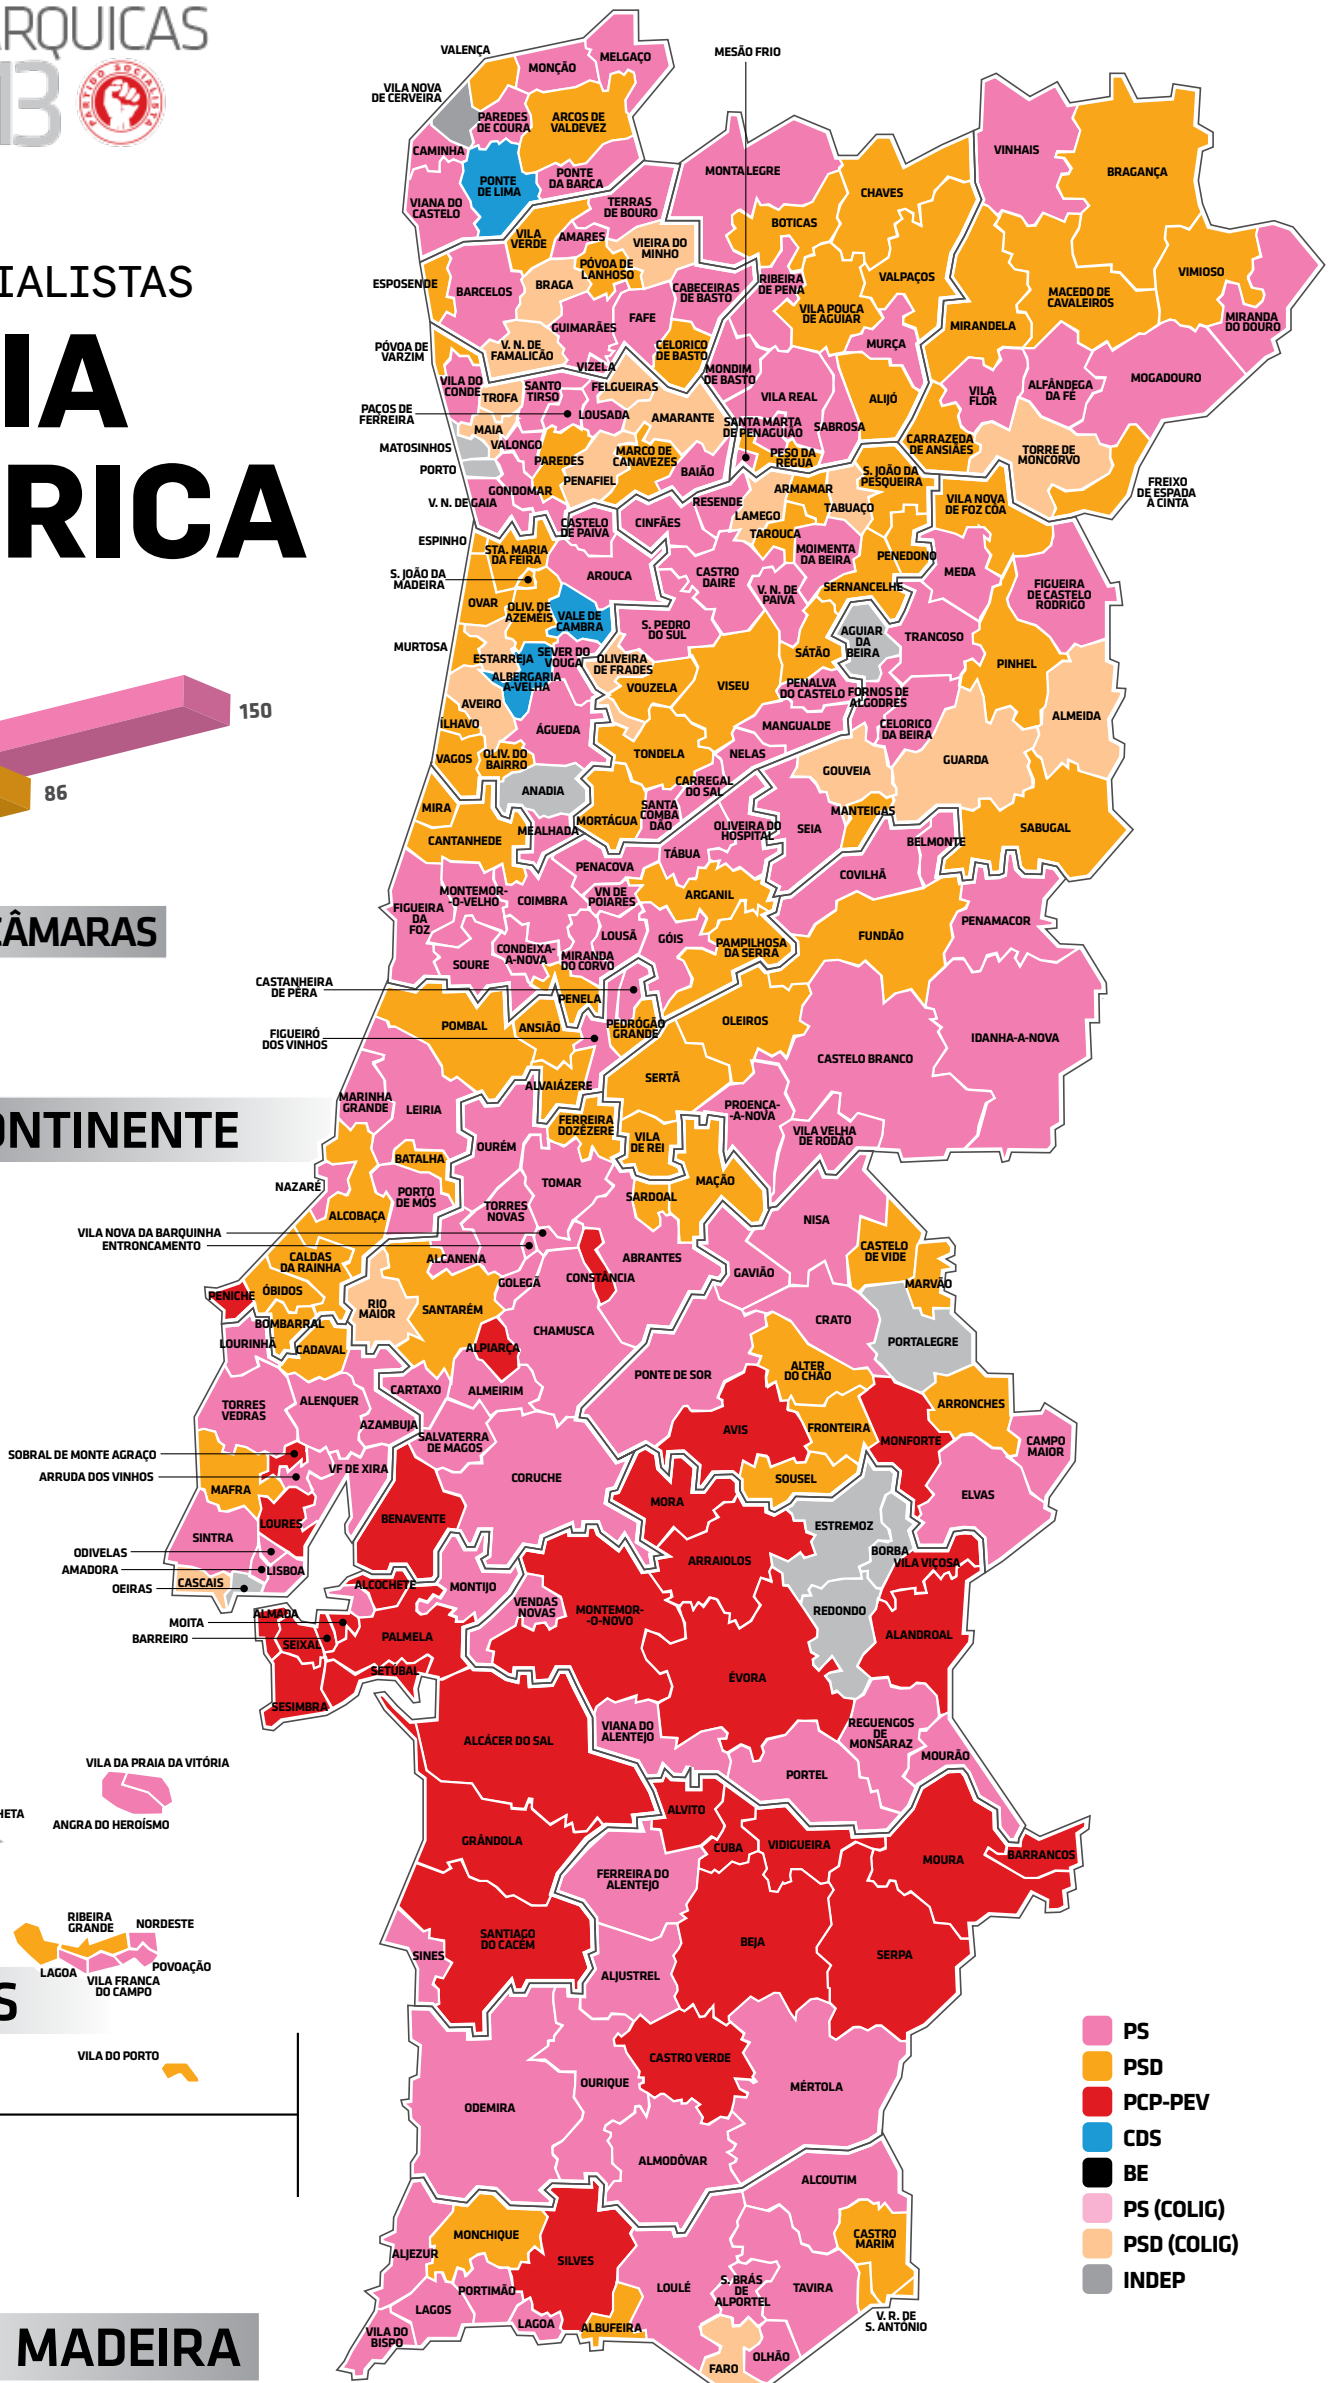 RQUICAS
13
PARTIDO SOCIALISTA
IALISTAS
IA
RICA
150
86
CÂMARAS
ONTINENTE
S
MADEIRA
VALENÇA
MONÇÃO
MELGAÇO
MESÃO FRIO
VILA NOVA
DE CERVEIRA
PAREDES
DE COURA
ARCOS DE
VALDEVEZ
CAMINHA
PONTE
DE LIMA
PONTE
DA BARCA
VIANA DO
CASTELO
TERRAS
DE BOURO
MONTALEGRE
VINHAIS
BRAGANÇA
CHAVES
BOTICAS
VILA
VERDE
AMARES
VIEIRA DO
MINHO
PÓVOA DE
LANHOSO
ESPOSENDE
BARCELOS
BRAGA
CABECEIRAS
DE BASTO
RIBEIRA
DE PENA
VALPAÇOS
VIMIOSO
MACEDO DE
CAVALEIROS
MIRANDA
DO DOURO
GUIMARÃES
FAFE
VILA POUCA
DE AGUIAR
MIRANDELA
PÓVOA DE
VARZIM
V. N. DE
FAMALICÃO
VIZELA
CELORICO
DE BASTO
MONDIM
DE BASTO
MURÇA
VILA DO
CONDE
TROFA
SANTO
TIRSO
FELGUEIRAS
VILA REAL
ALIJÓ
VILA
FLOR
ALFÂNDEGA
DA FÉ
MOGADOURO
PAÇOS DE
FERREIRA
LOUSADA
AMARANTE
SANTA MARTA
DE PENAGUIÃO
SABROSA
MAIA
MATOSINHOS
VALONGO
PAREDES
MARCO DE
CANAVEZES
CARRAZEDA
DE ANSIÃES
TORRE DE
MONCORVO
PORTO
PENAFIEL
BAIÃO
PESO DA
RÉGUA
S. JOÃO DA
PESQUEIRA
FREIXO
DE ESPADA
À CINTA
V. N. DE GAIA
GONDOMAR
RESENDE
ARMAMAR
TABUAÇO
VILA NOVA
DE FOZ CÔA
LAMEGO
CASTELO
DE PAIVA
CINFÃES
TAROUCA
ESPINHO
STA. MARIA
DA FEIRA
MOIMENTA
DA BEIRA
PENEDONO
S. JOÃO DA
MADEIRA
AROUCA
CASTRO
DAIRE
V. N. DE
PAIVA
SERNANCELHE
MEDA
FIGUEIRA
DE CASTELO
RODRIGO
OVAR
OLIV. DE
AZEMÉIS
VALE DE
CAMBRA
S. PEDRO
DO SUL
AGUIAR
DA
BEIRA
TRANCOSO
MURTOSA
ESTARREJA
SEVER DO
VOUGA
OLIVEIRA
DE FRADES
SÁTÃO
PINHEL
ALBERGARIA
A-VELHA
VOUZELA
VISEU
PENALVA
DO CASTELO
FORNOS DE
ALGODRES
AVEIRO
ÍLHAVO
ÁGUEDA
MANGUALDE
CELORICO
DA BEIRA
ALMEIDA
VAGOS
OLIV. DO
BAIRRO
TONDELA
NELAS
GOUVEIA
GUARDA
ANADIA
CARREGAL
DO SAL
MIRA
MEALHADA
MORTÁGUA
SANTA
COMBA
DÃO
OLIVEIRA DO
HOSPITAL
SEIA
MANTEIGAS
SABUGAL
CANTANHEDE
BELMONTE
PENACOVA
TÁBUA
COVILHÃ
MONTEMOR-
-O-VELHO
COIMBRA
VN DE
POIARES
ARGANIL
FIGUEIRA
DA
FOZ
LOUSÃ
GÓIS
FUNDÃO
PENAMACOR
SOURE
CONDEIXA-
A-NOVA
MIRANDA
DO CORVO
PAMPILHOSA
DA SERRA
CASTANHEIRA
DE PÊRA
PENELA
POMBAL
ANSIÃO
PEDRÓGÃO
GRANDE
OLEIROS
FIGUEIRÓ
DOS VINHOS
CASTELO BRANCO
IDANHA-A-NOVA
ALVAIÁZERE
SERTÃ
MARINHA
GRANDE
LEIRIA
PROENÇA-
-A-NOVA
FERREIRA
DOZÊZERE
VILA
DE REI
VILA VELHA
DE RODÃO
BATALHA
OURÉM
NAZARÉ
PORTO
DE MÓS
TOMAR
SARDOAL
MAÇÃO
ALCOBAÇA
TORRES
NOVAS
NISA
VILA NOVA DA BARQUINHA
ENTRONCAMENTO
CALDAS
DA RAINHA
ALCANENA
ABRANTES
CASTELO
DE VIDE
PENICHE
ÓBIDOS
GOLEGÃ
CONSTÂNCIA
GAVIÃO
MARVÃO
RIO
MAIOR
SANTARÉM
BOMBARRAL
CRATO
PORTALEGRE
LOURINHÃ
CADAVAL
ALPIARÇA
CHAMUSCA
CARTAXO
ALMEIRIM
PONTE DE SOR
ALTER
DO CHÃO
TORRES
VEDRAS
ALENQUER
AZAMBUJA
ARRONCHES
SALVATERRA
DE MAGOS
AVIS
FRONTEIRA
MONFORTE
CAMPO
MAIOR
SOBRAL DE MONTE AGRAÇO
ARRUDA DOS VINHOS
VF DE XIRA
CORUCHE
SOUSEL
MAFRA
ELVAS
MORA
LOURES
BENAVENTE
ESTREMOZ
SINTRA
ODIVELAS
AMADORA
LISBOA
ARRAIOLOS
BORBA
VILA VIÇOSA
OEIRAS
CASCAIS
ALCOCHETE
MONTIJO
VENDAS
NOVAS
MONTEMOR-
-O-NOVO
REDONDO
ALMADA
MOITA
BARREIRO
SEIXAL
PALMELA
ALANDROAL
SETÚBAL
ÉVORA
SESIMBRA
VIANA DO
ALENTEJO
REGUENGOS
DE
MONSARAZ
ALCÁCER DO SAL
MOURÃO
VILA DA PRAIA DA VITÓRIA
PORTEL
HETA
ANGRA DO HEROÍSMO
ALVITO
GRÂNDOLA
CUBA
VIDIGUEIRA
MOURA
BARRANCOS
FERREIRA DO
ALENTEJO
RIBEIRA
GRANDE
NORDESTE
SANTIAGO
DO CACÉM
BEJA
SERPA
SINES
LAGOA
VILA FRANCA
DO CAMPO
POVOAÇÃO
ALJUSTREL
VILA DO PORTO
CASTRO VERDE
OURIQUE
MÉRTOLA
ODEMIRA
ALMODÔVAR
ALCOUTIM
MONCHIQUE
CASTRO
MARIM
ALJEZUR
SILVES
PORTIMÃO
LOULÉ
S. BRÁS
DE
ALPORTEL
TAVIRA
LAGOS
LAGOA
ALBUFEIRA
V. R. DE
S. ANTÓNIO
VILA DO
BISPO
OLHÃO
FARO
PS
PSD
PCP-PEV
CDS
BE
PS (COLIG)
PSD (COLIG)
INDEP